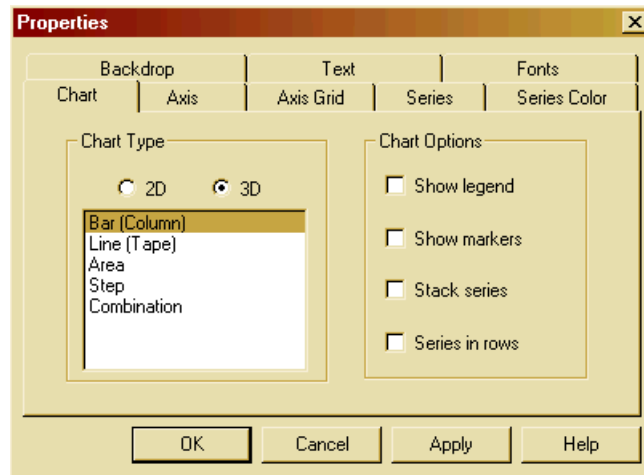 Properties
Backdrop Text Fonts
Chart Axis Axis Grid Series Series Color
Chart Type
2D 3D
Bar (Column)
Line (Tape)
Area
Step
Combination
Chart Options
Show legend
Show markers
Stack series
Series in rows
OK Cancel Apply Help